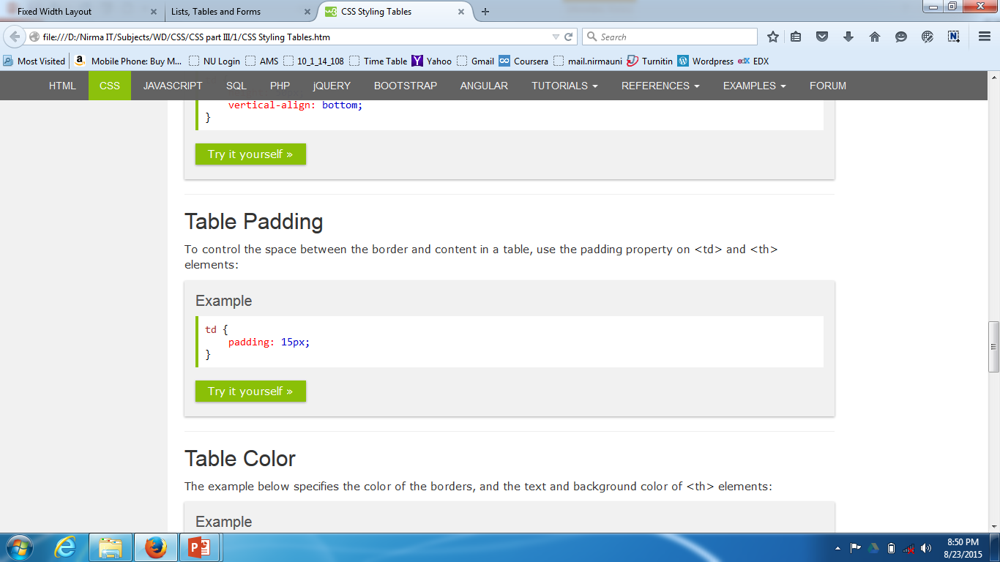 Fixed Width Layout
Lists, Tables and Forms
CSS Styling Tables
file:///D:/Nirma IT/Subjects/WD/CSS/CSS part III/1/CSS Styling Tables.htm
Search
Most Visited
Mobile Phone: Buy M...
NU Login
AMS
10_1_14_108
Time Table
Yahoo
Gmail
Coursera
mail.nirmauni
Turnitin
Wordpress
edX EDX
HTML
CSS
JAVASCRIPT
SQL
PHP
jQUERY
BOOTSTRAP
ANGULAR
TUTORIALS
REFERENCES
EXAMPLES
FORUM
vertical-align: bottom;
}
Try it yourself »
Table Padding
To control the space between the border and content in a table, use the padding property on <td> and <th>
elements:
Example
td {
padding: 15px;
}
Try it yourself »
Table Color
The example below specifies the color of the borders, and the text and background color of <th> elements:
Example
8:50 PM
8/23/2015